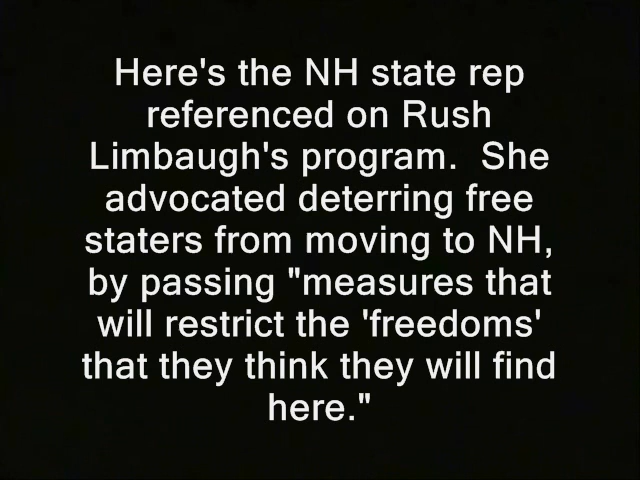 Here's the NH state rep
referenced on Rush
Limbaugh's program.  She
advocated deterring free
staters from moving to NH,
by passing "measures that
will restrict the 'freedoms'
that they think they will find
here."